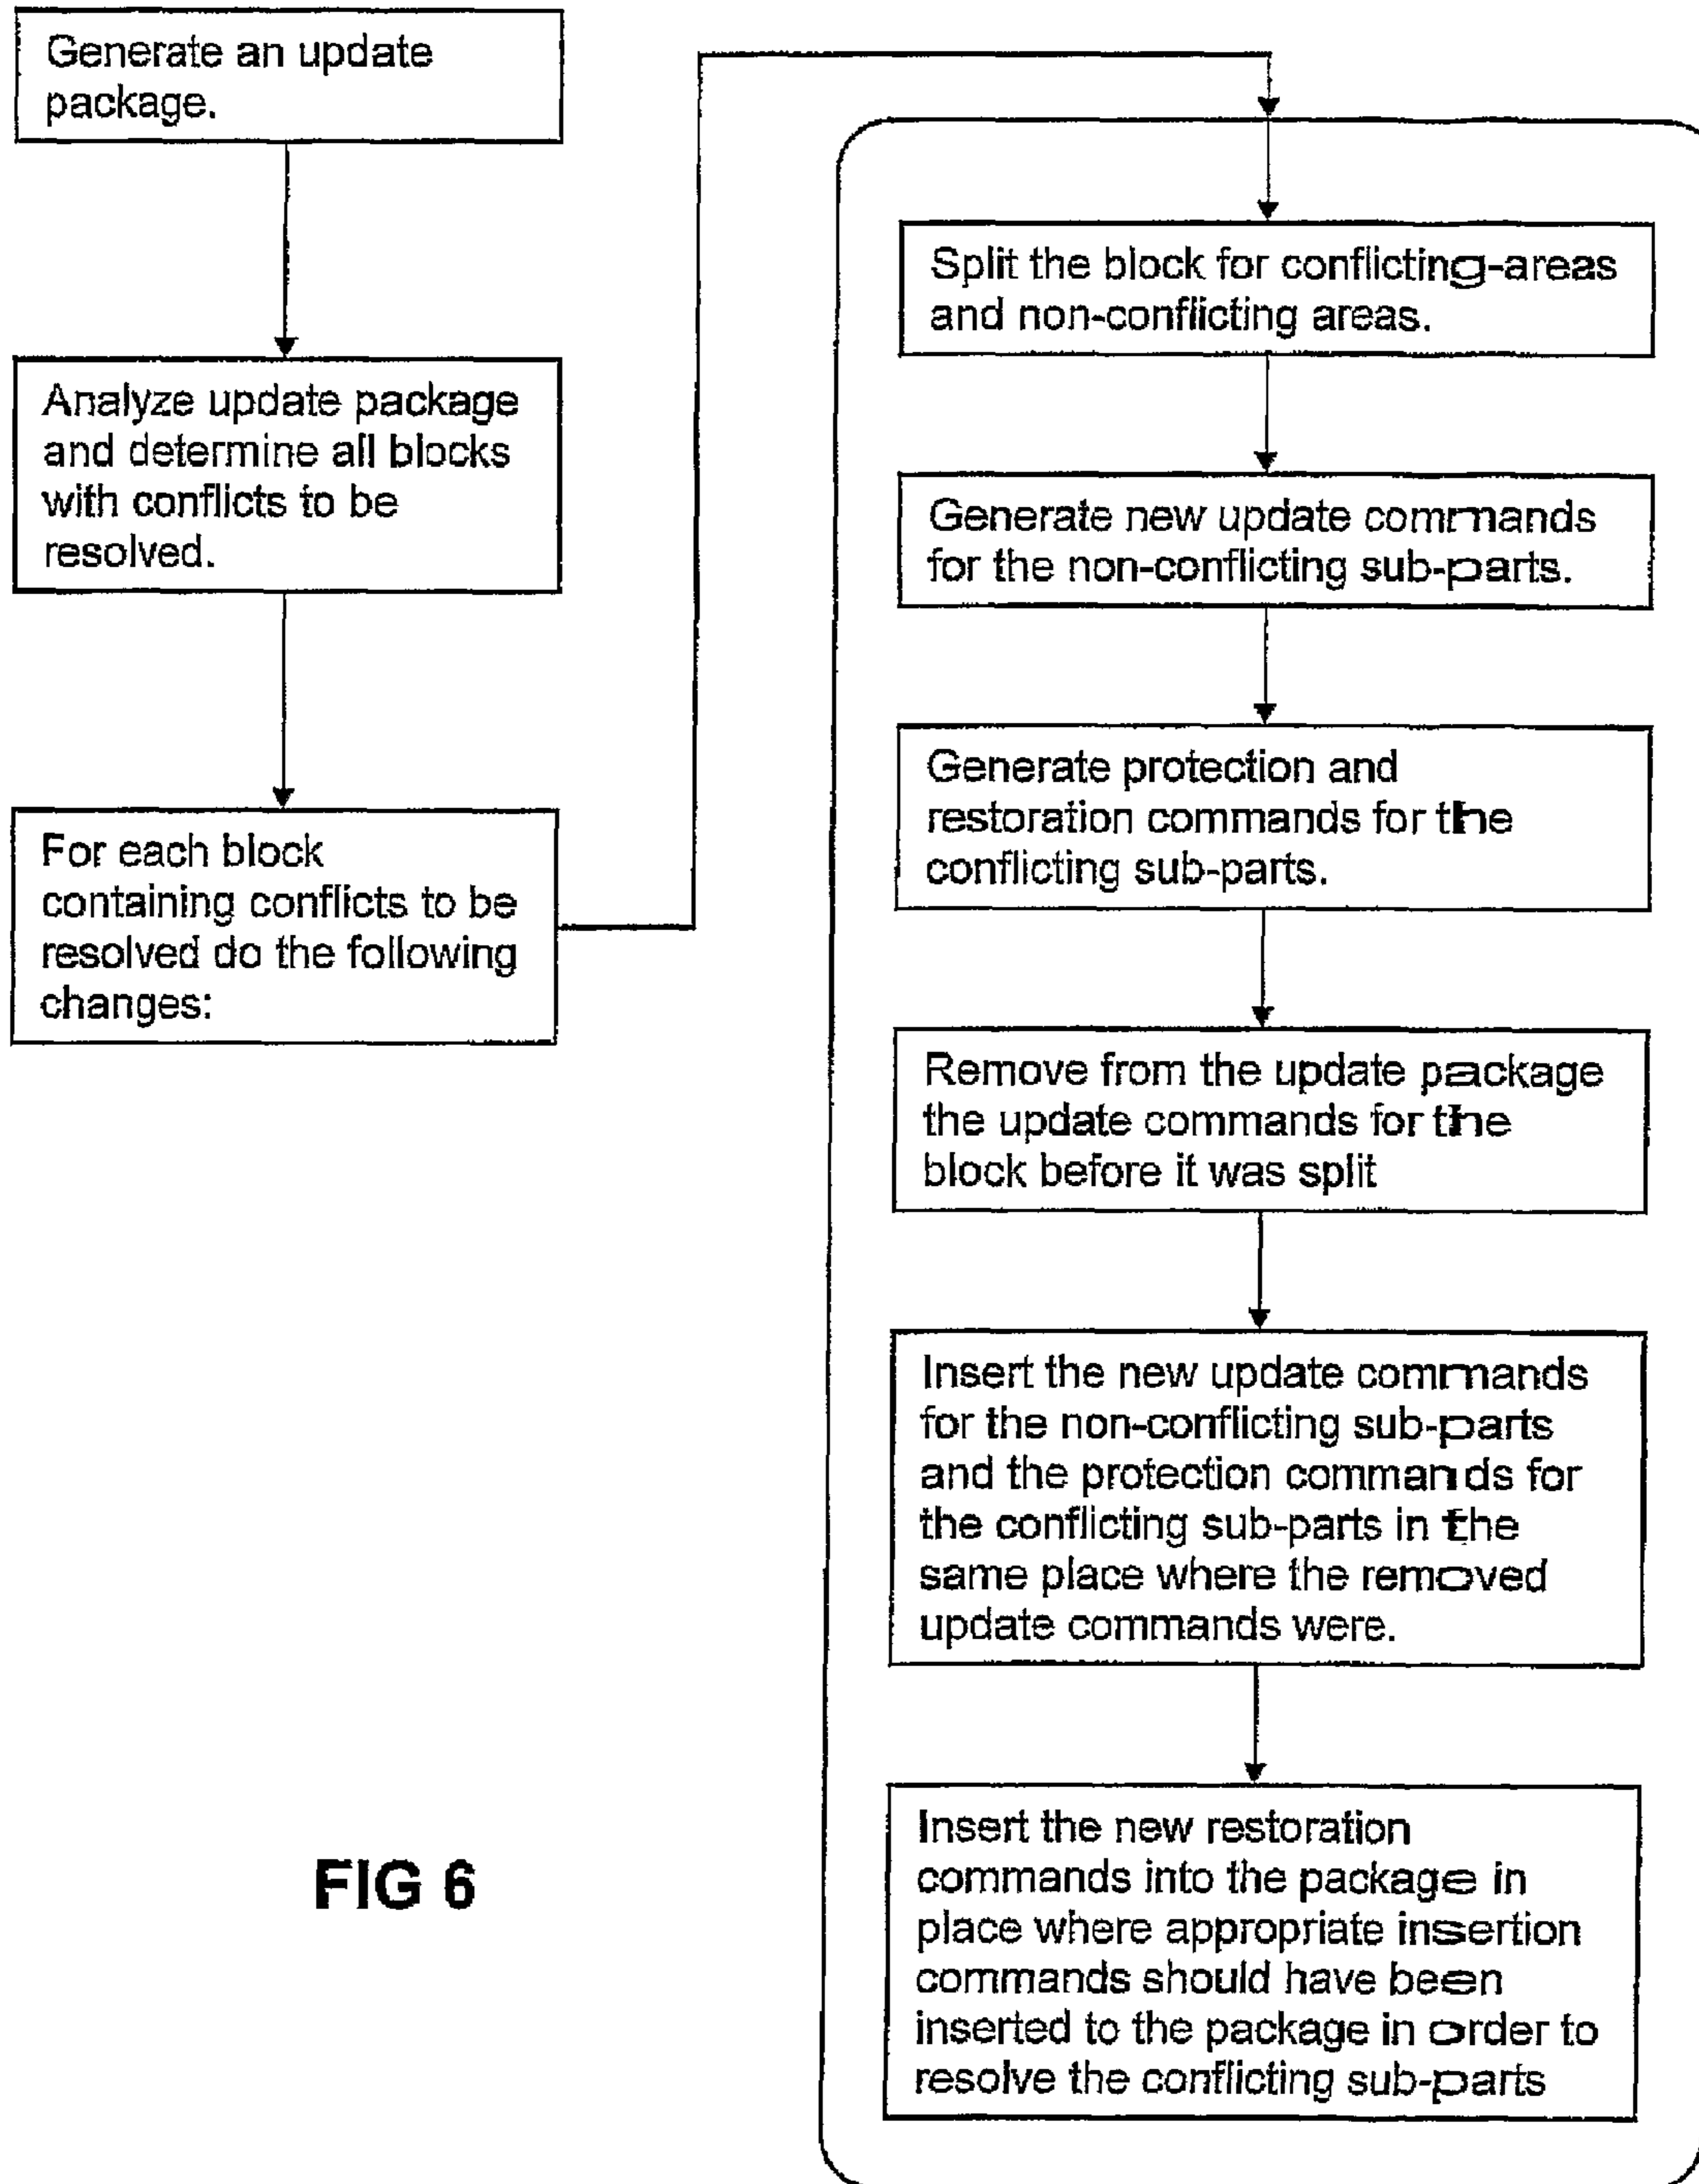 Generate an update
package.
Analyze update package
and determine all blocks
with conflicts to be
resolved.
For each block
containing conflicts to be
resolved do the following
changes:
Split the block for conflicting-areas
and non-conflicting areas.
Generate new update commands
for the non-conflicting sub-parts.
Generate protection and
restoration commands for the
conflicting sub-parts.
Remove from the update package
the update commands for the
block before it was split
Insert the new update commands
for the non-conflicting sub-parts
and the protection commands for
the conflicting sub-parts in the
same place where the removed
update commands were.
Insert the new restoration
commands into the package in
place where appropriate insertion
commands should have been
inserted to the package in order to
resolve the conflicting sub-parts
FIG 6